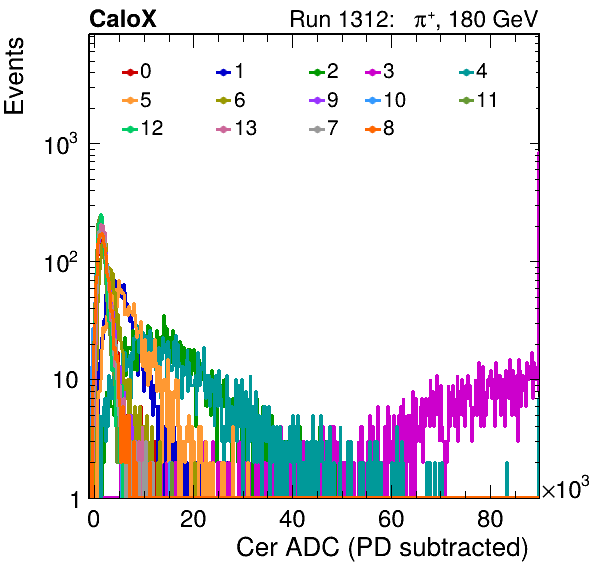 CaloX Run 1312: π⁺, 180 GeV
Events
0 1 2 3 4
5 6 9 10 11
12 13 7 8
10³
10²
10
1
0 20 40 60 80 ×10³
Cer ADC (PD subtracted)